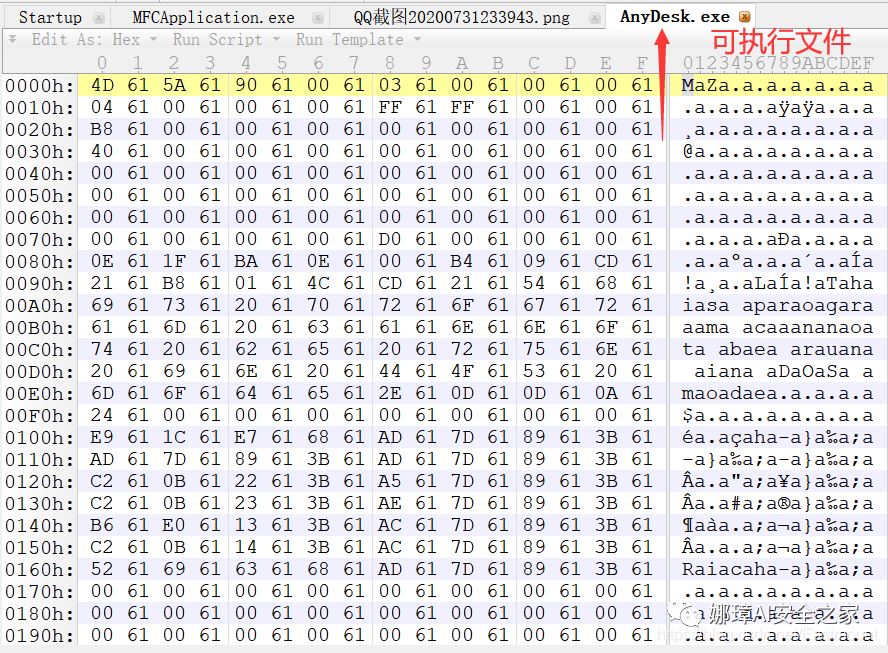 Startup MFCApplication.exe QQ截图20200731233943.png AnyDesk.exe
Edit As: Hex Run Script Run Template
可执行文件
0 1 2 3 4 5 6 7 8 9 A B C D E F 0123456789ABCDEF
0000h: 4D 61 5A 61 90 61 00 61 03 61 00 61 00 61 00 61 MaZa.a.a.a.a.a.a
0010h: 04 61 00 61 00 61 00 61 FF 61 FF 61 00 61 00 61 .a.a.a.aÿaÿa.a.a
0020h: B8 61 00 61 00 61 00 61 00 61 00 61 00 61 00 61 ¸a.a.a.a.a.a.a.a
0030h: 40 61 00 61 00 61 00 61 00 61 00 61 00 61 00 61 @a.a.a.a.a.a.a.a
0040h: 00 61 00 61 00 61 00 61 00 61 00 61 00 61 00 61 .a.a.a.a.a.a.a.a
0050h: 00 61 00 61 00 61 00 61 00 61 00 61 00 61 00 61 .a.a.a.a.a.a.a.a
0060h: 00 61 00 61 00 61 00 61 00 61 00 61 00 61 00 61 .a.a.a.a.a.a.a.a
0070h: 00 61 00 61 00 61 00 61 D0 61 00 61 00 61 00 61 .a.a.a.aÐa.a.a.a
0080h: 0E 61 1F 61 BA 61 0E 61 00 61 B4 61 09 61 CD 61 .a.aºa.a.a´a.aÍa
0090h: 21 61 B8 61 01 61 4C 61 CD 61 21 61 54 61 68 61 !a¸a.aLaÍa!aTaha
00A0h: 69 61 73 61 20 61 70 61 72 61 6F 61 67 61 72 61 iasa aparaoagara
00B0h: 61 61 6D 61 20 61 63 61 61 61 6E 61 6E 61 6F 61 aama acaaananaoa
00C0h: 74 61 20 61 62 61 65 61 20 61 72 61 75 61 6E 61 ta abaea arauana
00D0h: 20 61 69 61 6E 61 20 61 44 61 4F 61 53 61 20 61 aiana aDaOaSa a
00E0h: 6D 61 6F 61 64 61 65 61 2E 61 0D 61 0D 61 0A 61 maoadaea.a.a.a.a
00F0h: 24 61 00 61 00 61 00 61 00 61 00 61 00 61 00 61 $a.a.a.a.a.a.a.a
0100h: E9 61 1C 61 E7 61 68 61 AD 61 7D 61 89 61 3B 61 éa.açaha-a}a‰a;a
0110h: AD 61 7D 61 89 61 3B 61 AD 61 7D 61 89 61 3B 61 -a}a‰a;a-a}a‰a;a
0120h: C2 61 0B 61 22 61 3B 61 A5 61 7D 61 89 61 3B 61 Âa.a"a;a¥a}a‰a;a
0130h: C2 61 0B 61 23 61 3B 61 AE 61 7D 61 89 61 3B 61 Âa.a#a;a®a}a‰a;a
0140h: B6 61 E0 61 13 61 3B 61 AC 61 7D 61 89 61 3B 61 ¶aàa.a;a¬a}a‰a;a
0150h: C2 61 0B 61 14 61 3B 61 AC 61 7D 61 89 61 3B 61 Âa.a.a;a¬a}a‰a;a
0160h: 52 61 69 61 63 61 68 61 AD 61 7D 61 89 61 3B 61 Raiacaha-a}a‰a;a
0170h: 00 61 00 61 00 61 00 61 00 61 00 61 00 61 00 61 .a.a.a.a.a.a.a.a
0180h: 00 61 00 61 00 61 00 61 00 61 00 61 00 61 00 61
娜璋AI安全之家
0190h: 00 61 00 61 00 61 00 61 00 61 00 61 00 61 00 61 .a.a.a.a.a.a.a.a